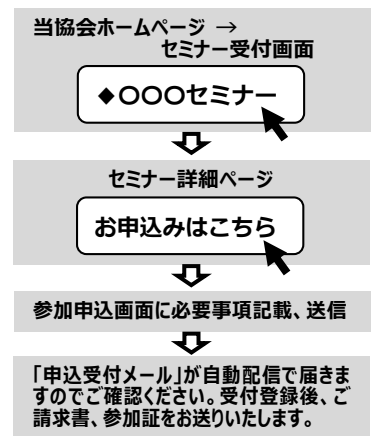 当協会ホームページ →
セミナー受付画面
◆〇〇〇セミナー
セミナー詳細ページ
お申込みはこちら
参加申込画面に必要事項記載、送信
「申込受付メール」が自動配信で届きま
すのでご確認ください。受付登録後、ご
請求書、参加証をお送りいたします。